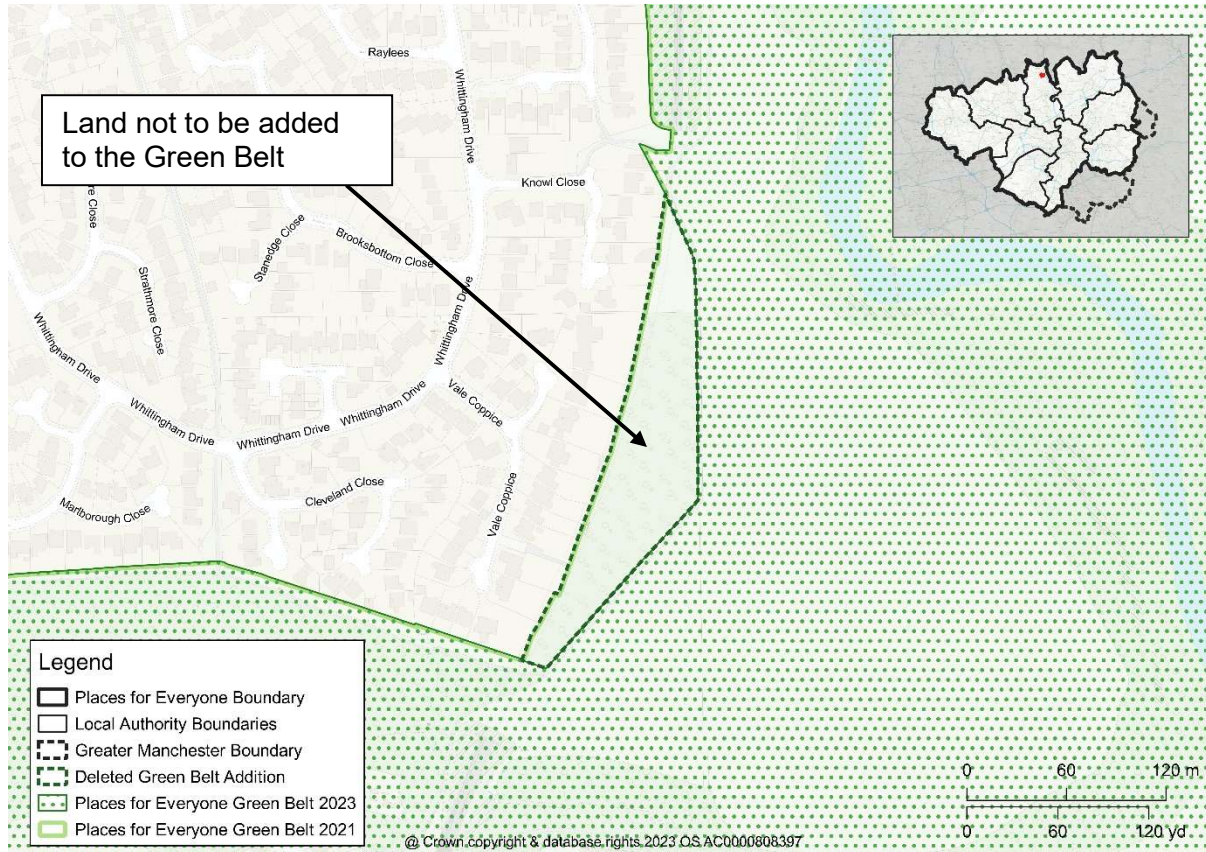 Raylees
Whittingham Drive
Land not to be added
to the Green Belt
Knowl Close
re Close
Stanedge Close
Brooksbottom Close
Strathmore Close
Whittingham Drive
Whittingham Drive
Vale Coppice
Whittingham Drive
Whittingham Drive
Whittingham Drive
Cleveland Close
Vale Coppice
Marlborough Close
Legend
Places for Everyone Boundary
Local Authority Boundaries
Greater Manchester Boundary
Deleted Green Belt Addition
Places for Everyone Green Belt 2023
Places for Everyone Green Belt 2021
0 60 120 m
0 60 120 yd
@ Crown copyright & database rights 2023 OS AC0000808397